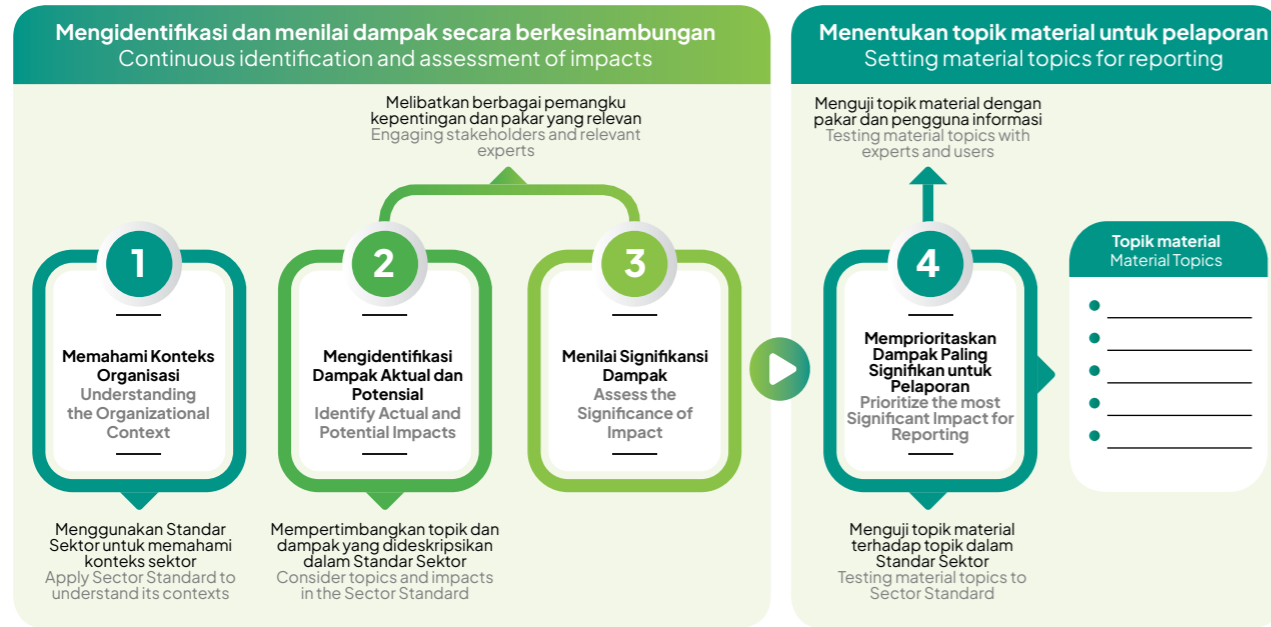 Mengidentifikasi dan menilai dampak secara berkesinambungan
Continuous identification and assessment of impacts
Melibatkan berbagai pemangku
kepentingan dan pakar yang relevan
Engaging stakeholders and relevant
experts
1
Memahami Konteks
Organisasi
Understanding
the Organizational
Context
Menggunakan Standar
Sektor untuk memahami
konteks sektor
Apply Sector Standard to
understand its contexts
2
Mengidentifikasi
Dampak Aktual dan
Potensial
Identify Actual and
Potential Impacts
Mempertimbangkan topik dan
dampak yang dideskripsikan
dalam Standar Sektor
Consider topics and impacts
in the Sector Standard
3
Menilai Signifikansi
Dampak
Assess the
Significance of
Impact
Menentukan topik material untuk pelaporan
Setting material topics for reporting
Menguji topik material dengan
pakar dan pengguna informasi
Testing material topics with
experts and users
4
Memprioritaskan
Dampak Paling
Signifikan untuk
Pelaporan
Prioritize the most
Significant Impact for
Reporting
Menguji topik material
terhadap topik dalam
Standar Sektor
Testing material topics to
Sector Standard
Topik material
Material Topics